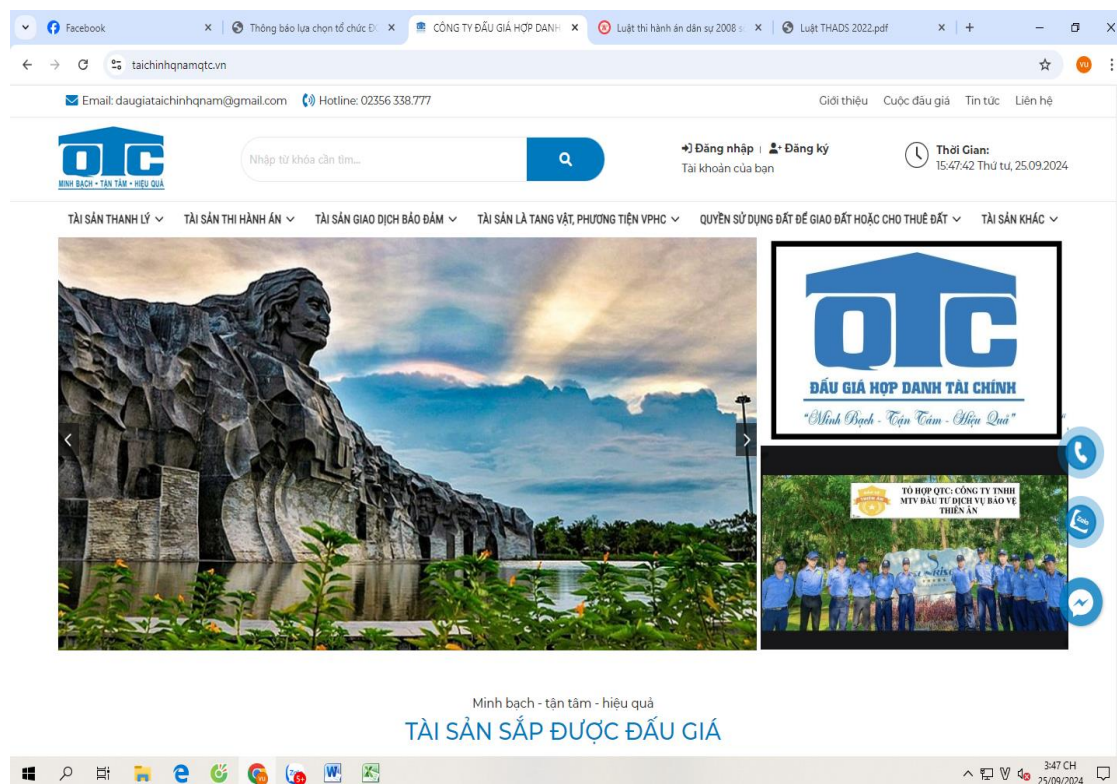 Facebook
Thông báo lựa chọn tổ chức
CÔNG TY ĐẤU GIÁ HỢP DANH
Luật thi hành án dân sự 2008
Luật THADS 2022.pdf
taichinhqnamqtc.vn
VU
Email: daugiataichinhqnam@gmail.com
Hotline: 02356 338.777
Giới thiệu
Cuộc đấu giá
Tin tức
Liên hệ
QTC
MINH BẠCH - TẬN TÂM - HIỆU QUẢ
Nhập từ khóa cần tìm...
Đăng nhập
Đăng ký
Tài khoản của bạn
Thời Gian:
15:47:42 Thứ tư, 25.09.2024
TÀI SẢN THANH LÝ
TÀI SẢN THI HÀNH ÁN
TÀI SẢN GIAO DỊCH BẢO ĐẢM
TÀI SẢN LÀ TANG VẬT, PHƯƠNG TIỆN VPHC
QUYỀN SỬ DỤNG ĐẤT ĐỂ GIAO ĐẤT HOẶC CHO THUÊ ĐẤT
TÀI SẢN KHÁC
QTC
ĐẤU GIÁ HỢP DANH TÀI CHÍNH
"Minh Bạch - Tận Tâm - Hiệu Quả"
TỔ HỢP QTC: CÔNG TY TNHH
MTV ĐẦU TƯ DỊCH VỤ BẢO VỆ
THIÊN ÂN
Zalo
Minh bạch - tận tâm - hiệu quả
TÀI SẢN SẮP ĐƯỢC ĐẤU GIÁ
3:47 CH
25/09/2024